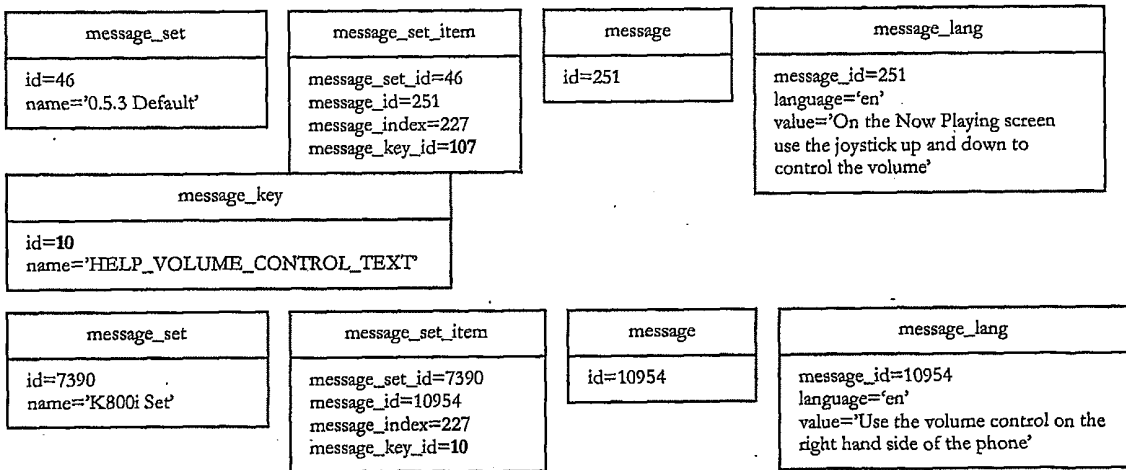 message_set
id=46
name='0.5.3 Default'
message_set_item
message_set_id=46
message_id=251
message_index=227
message_key_id=107
message
id=251
message_lang
message_id=251
language='en'
value='On the Now Playing screen
use the joystick up and down to
control the volume'
message_key
id=10
name='HELP_VOLUME_CONTROL_TEXT'
message_set
id=7390
name='K800i Set'
message_set_item
message_set_id=7390
message_id=10954
message_index=227
message_key_id=10
message
id=10954
message_lang
message_id=10954
language='en'
value='Use the volume control on the
right hand side of the phone'